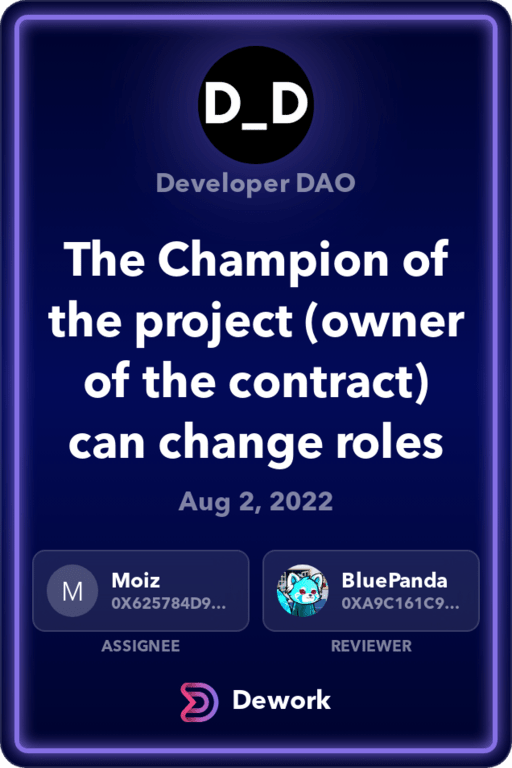 D_D
Developer DAO
The Champion of
the project (owner
of the contract)
can change roles
Aug 2, 2022
M
Moiz
0X625784D9...
BluePanda
0XA9C161C9...
ASSIGNEE
REVIEWER
Dework